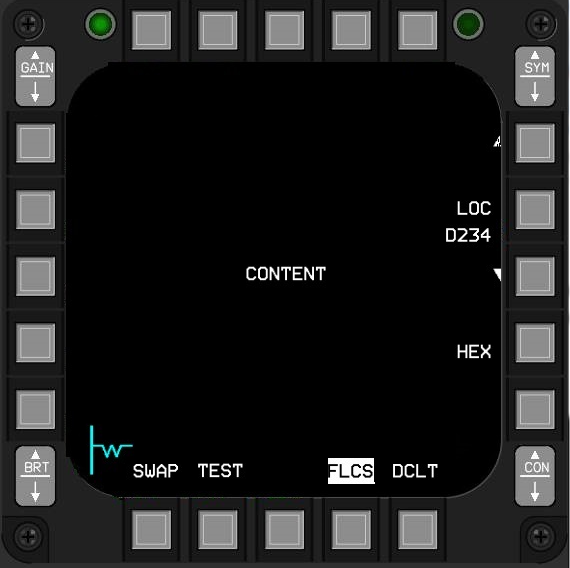 GAIN
SYM
LOC
D234
CONTENT
HEX
BRT
CON
SWAP TEST FLCS DCLT